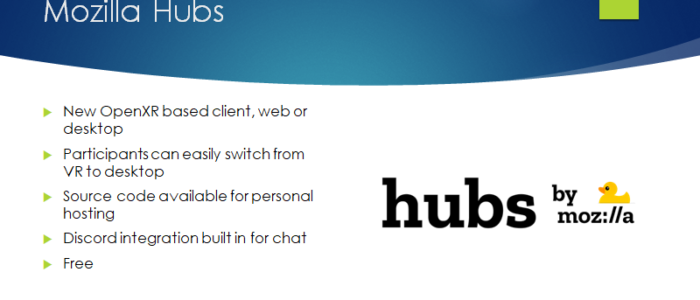 Mozilla Hubs
New OpenXR based client, web or
desktop
Participants can easily switch from
VR to desktop
Source code available for personal
hosting
Discord integration built in for chat
Free
hubs by
moz://a